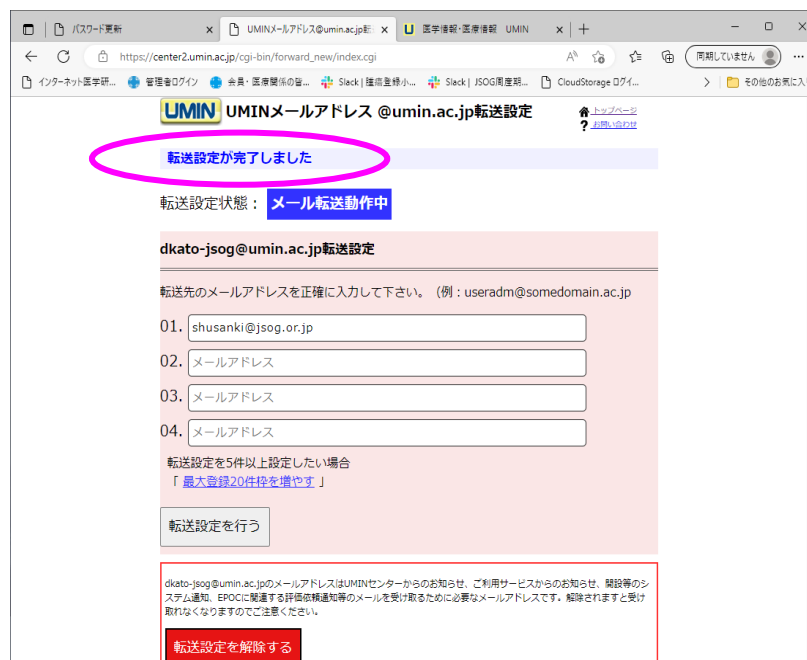 パスワード更新
UMINメールアドレス@umin.ac.jp転
医学情報･医療情報 UMIN
https://center2.umin.ac.jp/cgi-bin/forward_new/index.cgi
同期していません
インターネット医学研...
管理者ログイン
会員・医療関係の皆...
Slack | 腫瘍登録小...
Slack | JSOG周産期...
CloudStorage ログイ...
その他のお気に入
UMIN UMINメールアドレス @umin.ac.jp転送設定
トップページ
お問い合わせ
転送設定が完了しました
転送設定状態： メール転送動作中
dkato-jsog@umin.ac.jp転送設定
転送先のメールアドレスを正確に入力して下さい。 (例：useradm@somedomain.ac.jp
01. shusanki@jsog.or.jp
02. メールアドレス
03. メールアドレス
04. メールアドレス
転送設定を5件以上設定したい場合
「 最大登録20件枠を増やす 」
転送設定を行う
dkato-jsog@umin.ac.jpのメールアドレスはUMINセンターからのお知らせ、ご利用サービスからのお知らせ、開設等のシ
ステム通知、EPOCに関連する評価依頼通知等のメールを受け取るために必要なメールアドレスです。解除されますと受け
取れなくなりますのでご注意ください。
転送設定を解除する